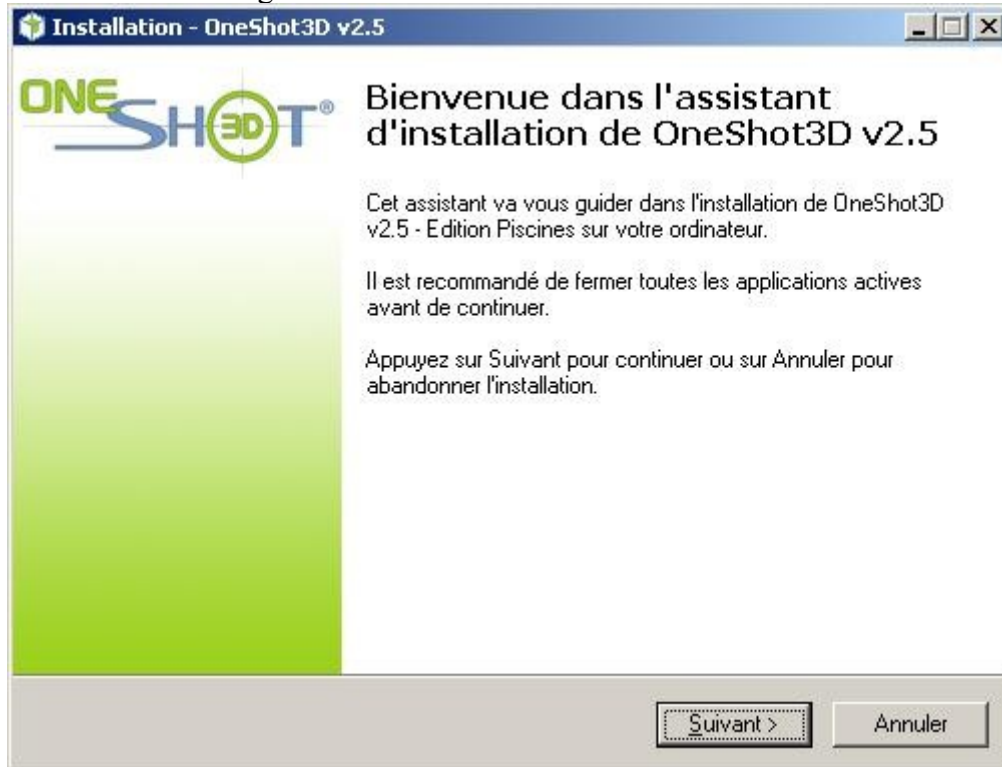 Installation - OneShot3D v2.5
ONE
SH3DT®
Bienvenue dans l'assistant
d'installation de OneShot3D v2.5
Cet assistant va vous guider dans l'installation de OneShot3D
v2.5 - Edition Piscines sur votre ordinateur.
Il est recommandé de fermer toutes les applications actives
avant de continuer.
Appuyez sur Suivant pour continuer ou sur Annuler pour
abandonner l'installation.
Suivant >
Annuler